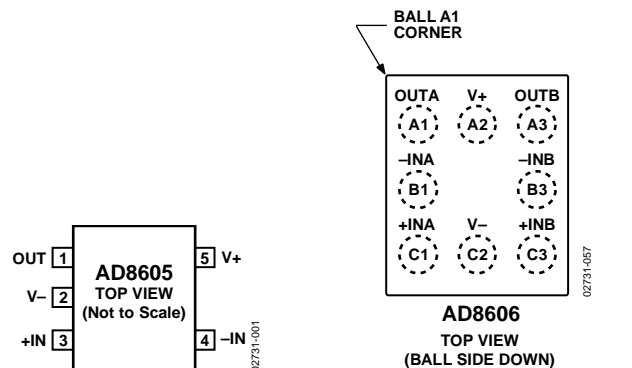 BALL A1
CORNER
OUTA V+ OUTB
A1 A2 A3
–INA –INB
B1 B3
+INA V– +INB
C1 C2 C3
02731-057
AD8606
TOP VIEW
(BALL SIDE DOWN)
OUT 1 5 V+
AD8605
TOP VIEW
(Not to Scale)
V– 2
+IN 3 4 –IN
02731-001